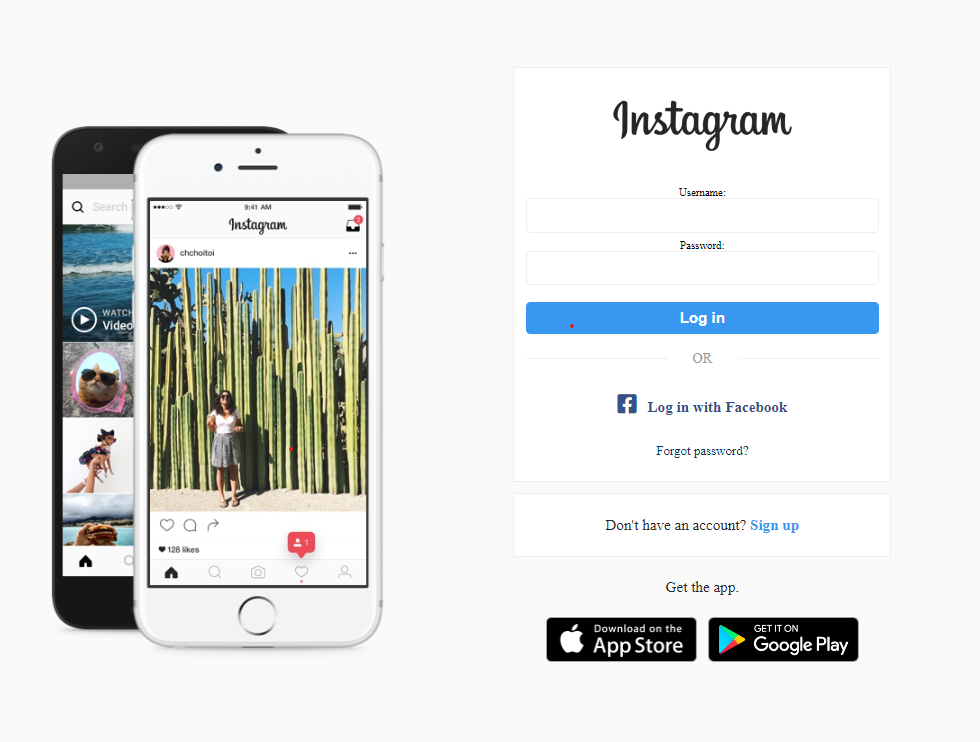 Search
WATCH
Video
9:41 AM
Instagram
2
chchoitoi
128 likes
1
Instagram
Username:
Password:
Log in
OR
Log in with Facebook
Forgot password?
Don't have an account? Sign up
Get the app.
Download on the
App Store
GET IT ON
Google Play